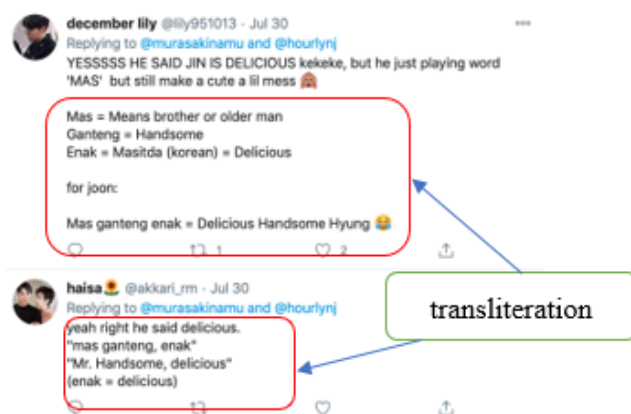 december lily @lily951013 · Jul 30
Replying to @murasakinamu and @hourlynj
YESSSSS HE SAID JIN IS DELICIOUS kekeke, but he just playing word
'MAS' but still make a cute a lil mess 🙈
Mas = Means brother or older man
Ganteng = Handsome
Enak = Masitda (korean) = Delicious
for joon:
Mas ganteng enak = Delicious Handsome Hyung 😂
1 2
haisa🌻 @akkari_rm · Jul 30
Replying to @murasakinamu and @hourlynj
yeah right he said delicious.
"mas ganteng, enak"
"Mr. Handsome, delicious"
(enak = delicious)
transliteration